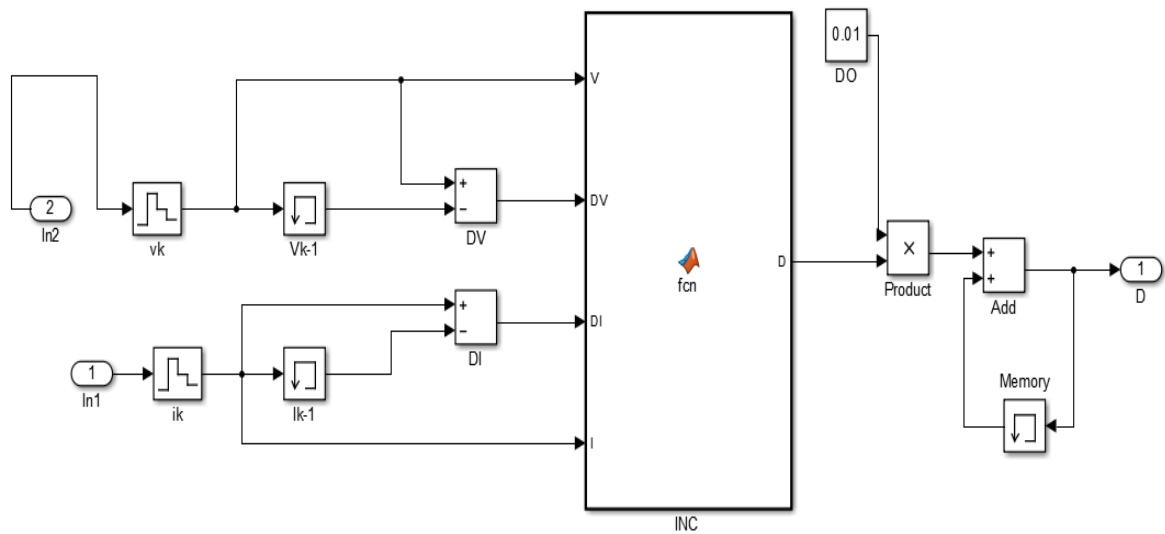 0.01
DO
V
+
−
DV
DV
2
In2
vk
Vk-1
fcn
D
×
Product
+
+
Add
1
D
DI
+
−
DI
1
In1
ik
Ik-1
Memory
I
INC